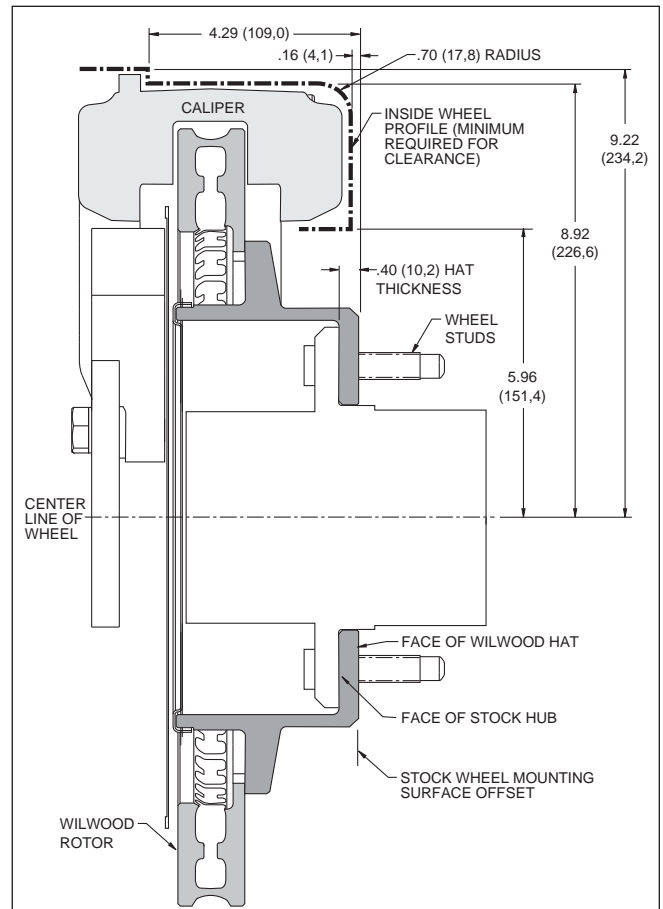 4.29 (109,0)
.16 (4,1)
.70 (17,8) RADIUS
CALIPER
INSIDE WHEEL
PROFILE (MINIMUM
REQUIRED FOR
CLEARANCE)
9.22
(234,2)
8.92
(226,6)
.40 (10,2) HAT
THICKNESS
WHEEL
STUDS
5.96
(151,4)
CENTER
LINE OF
WHEEL
FACE OF WILWOOD HAT
FACE OF STOCK HUB
STOCK WHEEL MOUNTING
SURFACE OFFSET
WILWOOD
ROTOR